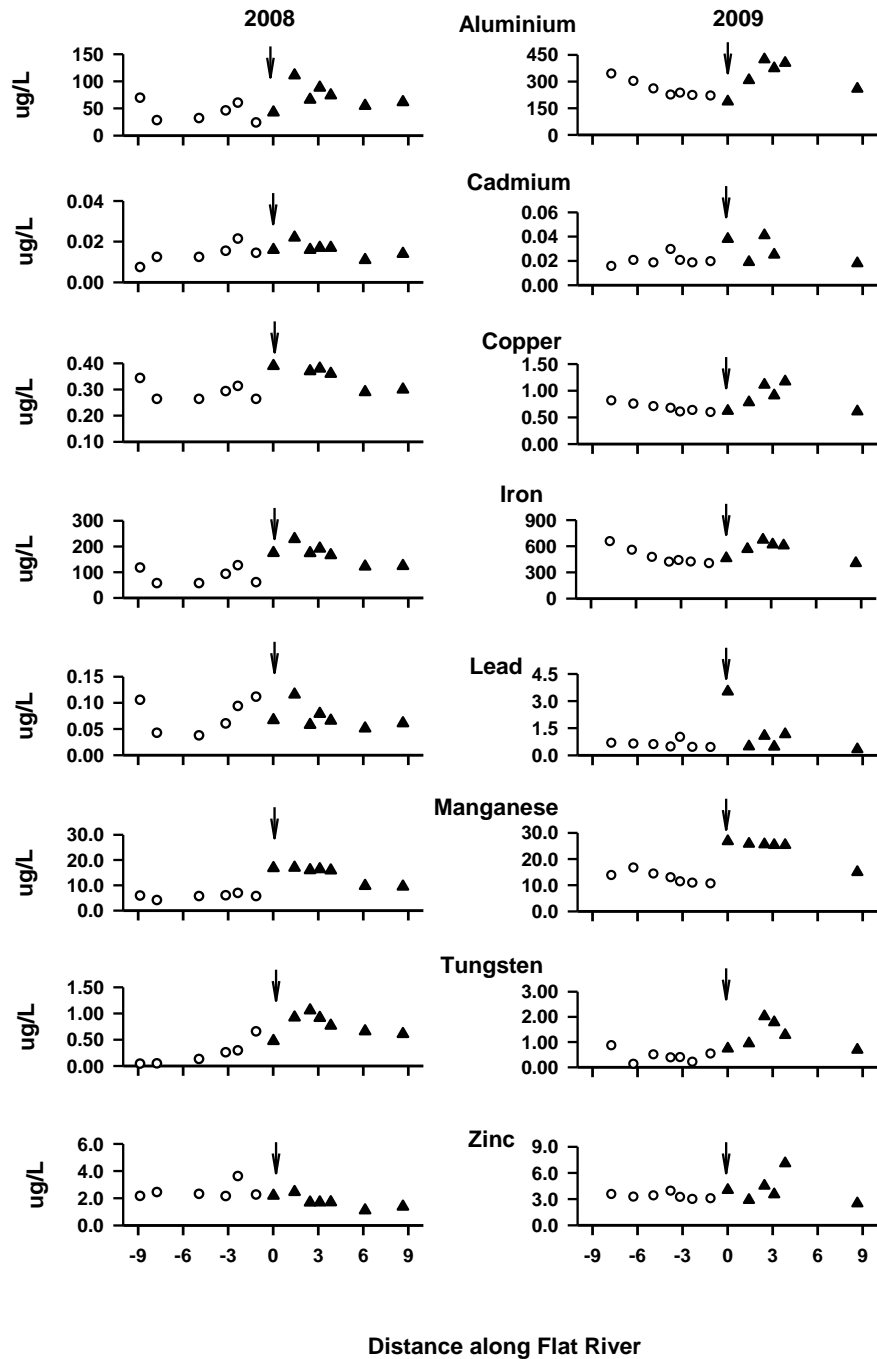 2008 Aluminium 2009
ug/L 150 100 50 0 450 300 150 0
Cadmium
ug/L 0.04 0.02 0.00 0.06 0.04 0.02 0.00
Copper
ug/L 0.40 0.30 0.20 0.10 1.50 1.00 0.50 0.00
Iron
ug/L 300 200 100 0 900 600 300 0
Lead
ug/L 0.15 0.10 0.05 0.00 4.5 3.0 1.5 0.0
Manganese
ug/L 30.0 20.0 10.0 0.0 30.0 20.0 10.0 0.0
Tungsten
ug/L 1.50 1.00 0.50 0.00 3.00 2.00 1.00 0.00
Zinc
ug/L 6.0 4.0 2.0 0.0 9.0 6.0 3.0 0.0
-9 -6 -3 0 3 6 9 -9 -6 -3 0 3 6 9
Distance along Flat River